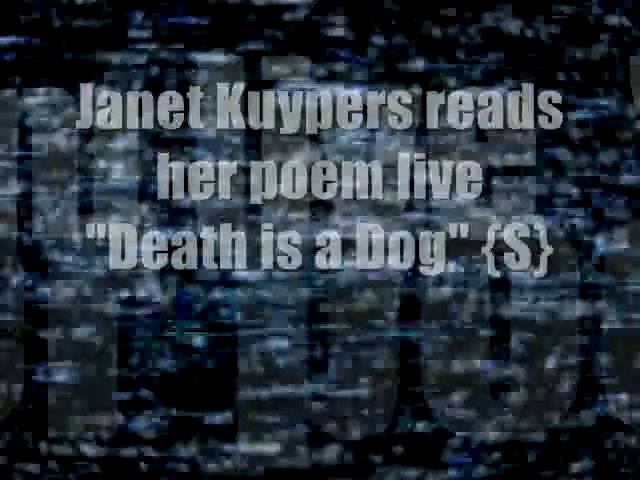 Janet Kuypers reads
her poem live
"Death is a Dog" {S}